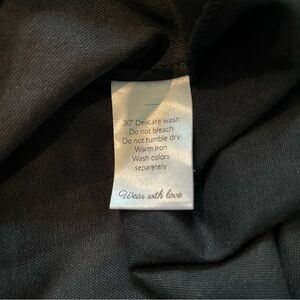 30° Delicate wash
Do not bleach
Do not tumble dry
Warm iron
Wash colors
separately
Wear with love